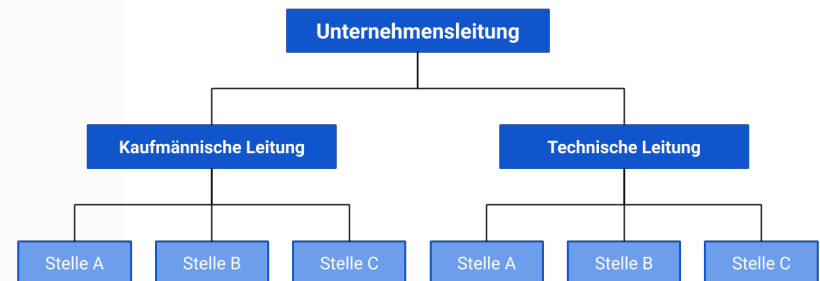 Unternehmensleitung
Kaufmännische Leitung
Technische Leitung
Stelle A
Stelle B
Stelle C
Stelle A
Stelle B
Stelle C